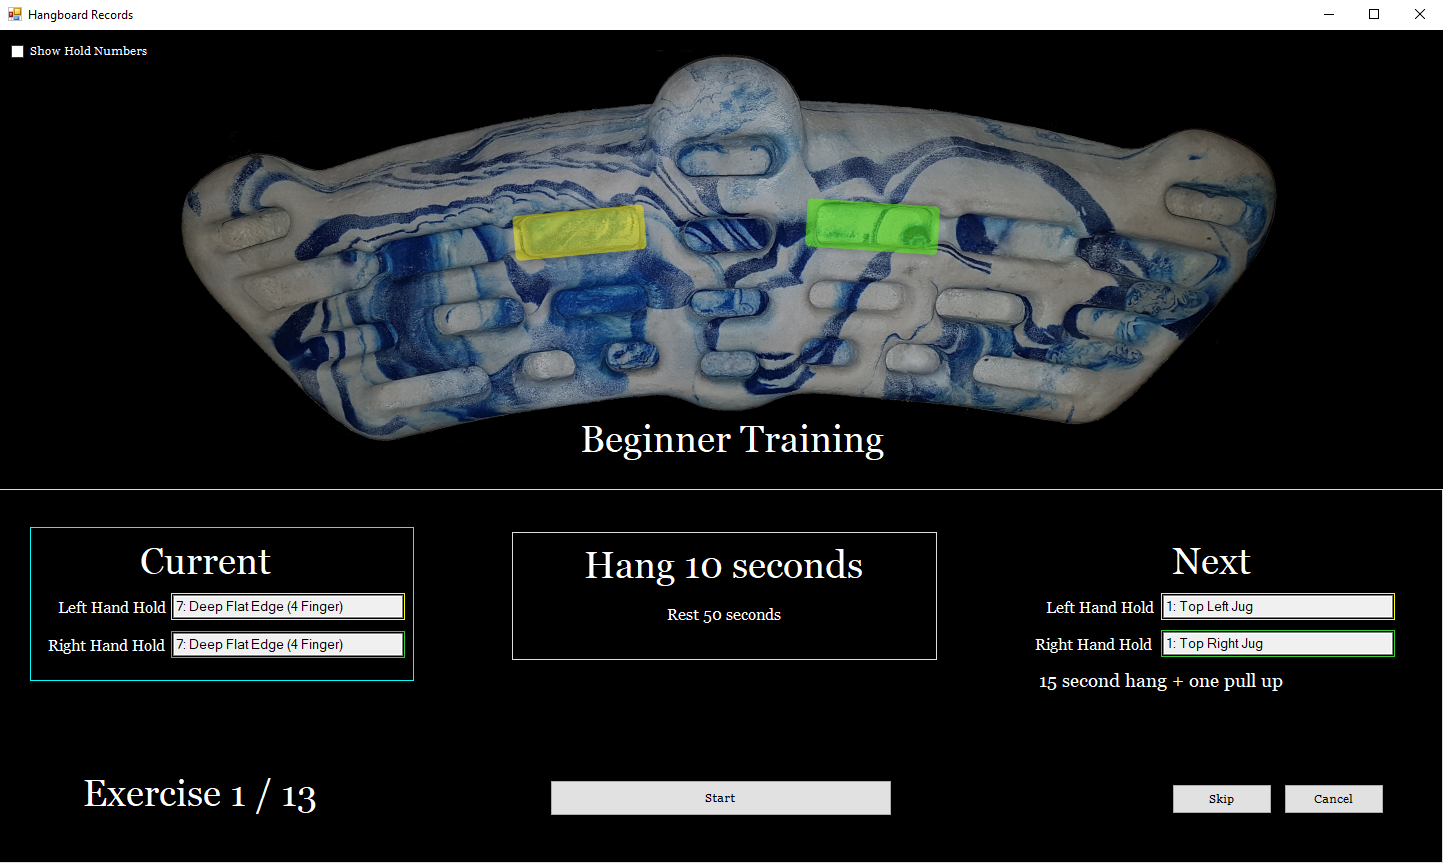 Hangboard Records
Show Hold Numbers
Beginner Training
Current
Left Hand Hold 7: Deep Flat Edge (4 Finger)
Right Hand Hold 7: Deep Flat Edge (4 Finger)
Hang 10 seconds
Rest 50 seconds
Next
Left Hand Hold 1: Top Left Jug
Right Hand Hold 1: Top Right Jug
15 second hang + one pull up
Exercise 1 / 13
Start
Skip
Cancel